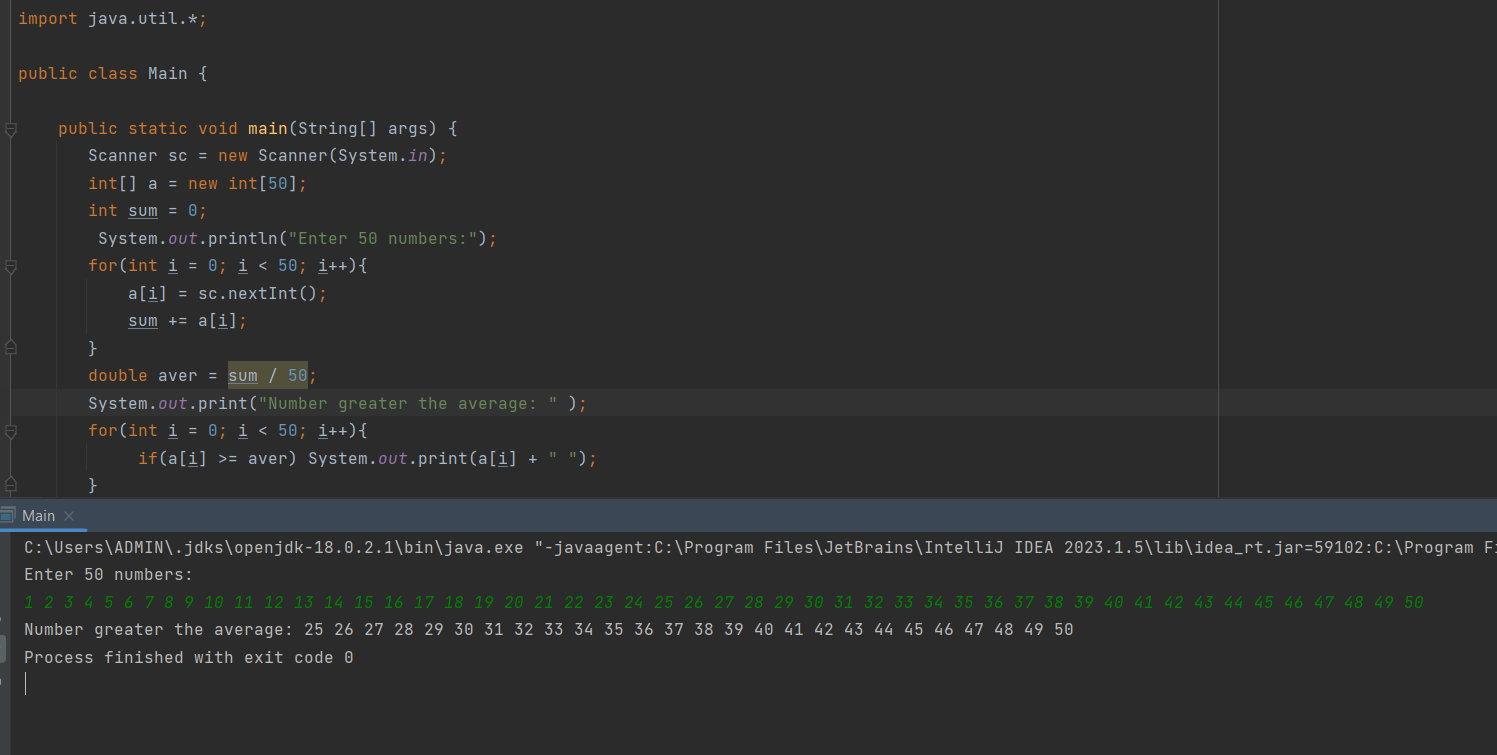 import java.util.*;
public class Main {
public static void main(String[] args) {
Scanner sc = new Scanner(System.in);
int[] a = new int[50];
int sum = 0;
System.out.println("Enter 50 numbers:");
for(int i = 0; i < 50; i++){
a[i] = sc.nextInt();
sum += a[i];
}
double aver = sum / 50;
System.out.print("Number greater the average: " );
for(int i = 0; i < 50; i++){
if(a[i] >= aver) System.out.print(a[i] + " ");
}
Main
C:\Users\ADMIN\.jdks\openjdk-18.0.2.1\bin\java.exe "-javaagent:C:\Program Files\JetBrains\IntelliJ IDEA 2023.1.5\lib\idea_rt.jar=59102:C:\Program
Enter 50 numbers:
1 2 3 4 5 6 7 8 9 10 11 12 13 14 15 16 17 18 19 20 21 22 23 24 25 26 27 28 29 30 31 32 33 34 35 36 37 38 39 40 41 42 43 44 45 46 47 48 49 50
Number greater the average: 25 26 27 28 29 30 31 32 33 34 35 36 37 38 39 40 41 42 43 44 45 46 47 48 49 50
Process finished with exit code 0